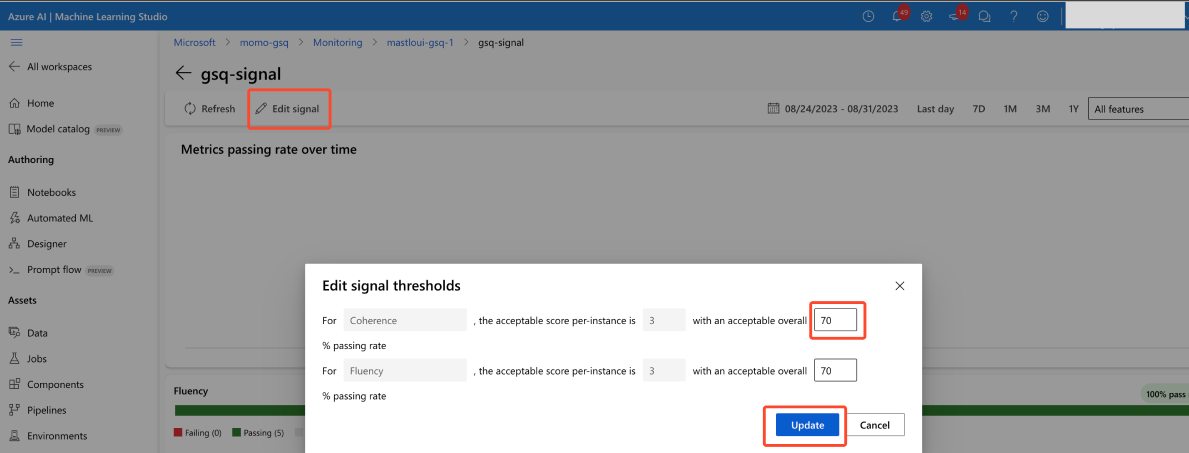 Azure AI | Machine Learning Studio
49
14
Microsoft > momo-gsq > Monitoring > mastloui-gsq-1 > gsq-signal
All workspaces
gsq-signal
Home
Refresh
Edit signal
08/24/2023 - 08/31/2023
Last day
7D
1M
3M
1Y
All features
Model catalog PREVIEW
Authoring
Metrics passing rate over time
Notebooks
Automated ML
Designer
Prompt flow PREVIEW
Assets
Data
Jobs
Components
Pipelines
Environments
Edit signal thresholds
For Coherence , the acceptable score per-instance is 3 with an acceptable overall 70
% passing rate
For Fluency , the acceptable score per-instance is 3 with an acceptable overall 70
% passing rate
Update
Cancel
Fluency
100% pass
Failing (0)
Passing (5)